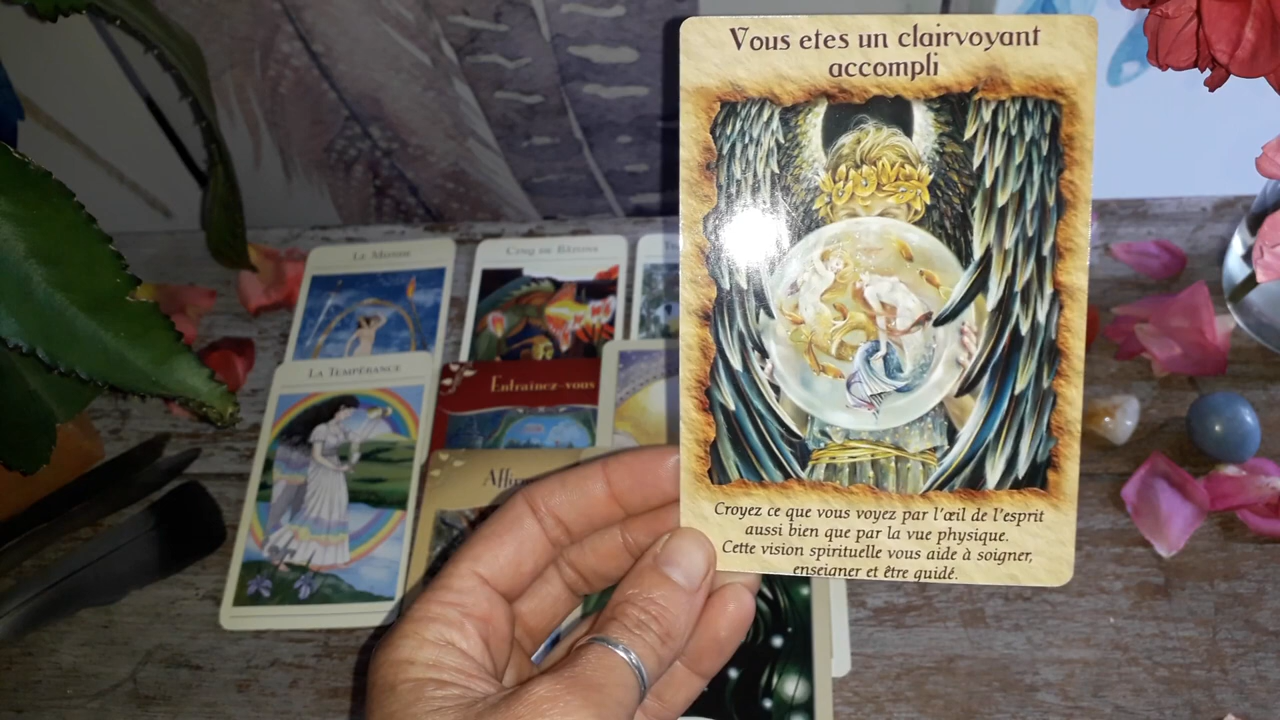 Vous etes un clairvoyant
accompli
Croyez ce que vous voyez par l'œil de l'esprit
aussi bien que par la vue physique.
Cette vision spirituelle vous aide à soigner,
enseigner et être guidé.
Le Monde
Cinq de Bâtons
La Tempérance
Entraînez-vous